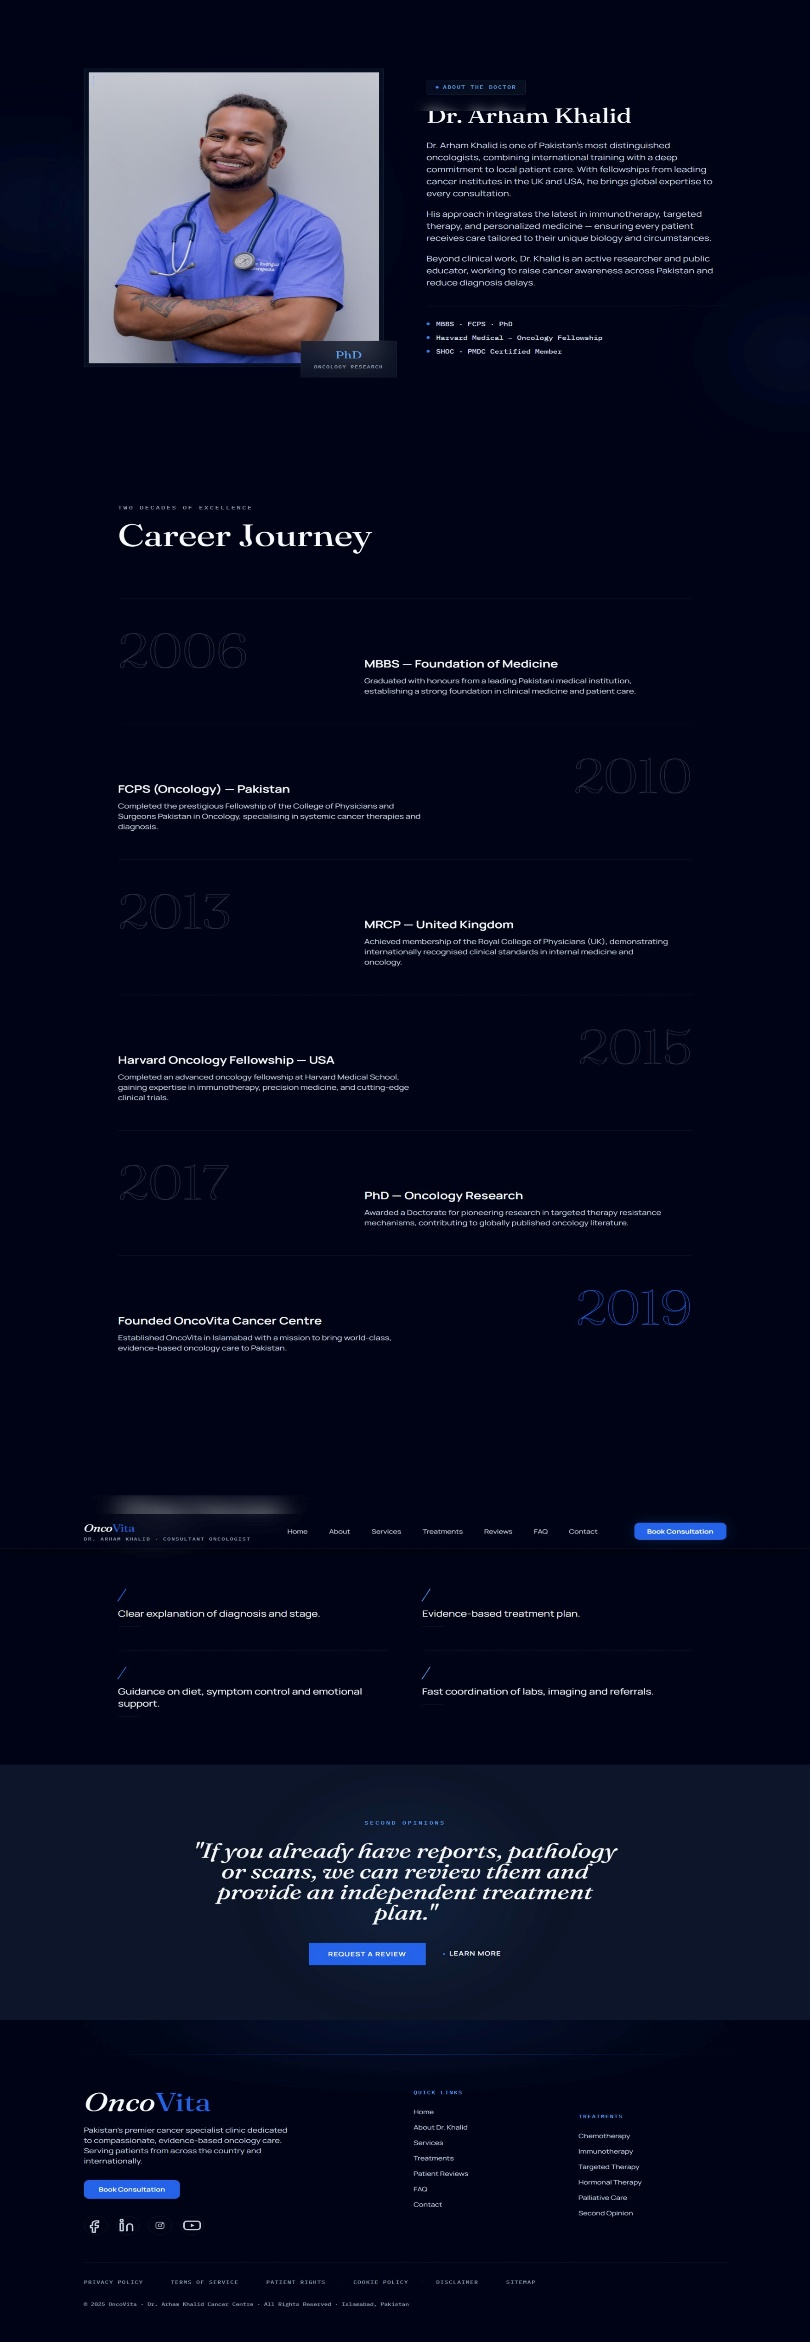 ABOUT THE DOCTOR
Dr. Arham Khalid
Dr. Arham Khalid is one of Pakistan's most distinguished
oncologists, combining international training with a deep
commitment to local patient care. With fellowships from leading
cancer institutes in the UK and USA, he brings global expertise to
every consultation.
His approach integrates the latest in immunotherapy, targeted
therapy, and personalized medicine — ensuring every patient
receives care tailored to their unique biology and circumstances.
Beyond clinical work, Dr. Khalid is an active researcher and public
educator, working to raise cancer awareness across Pakistan and
reduce diagnosis delays.
MBBS · FCPS · PhD
Harvard Medical – Oncology Fellowship
SHOC · PMDC Certified Member
PhD
ONCOLOGY RESEARCH
TWO DECADES OF EXCELLENCE
Career Journey
2006
MBBS — Foundation of Medicine
Graduated with honours from a leading Pakistani medical institution,
establishing a strong foundation in clinical medicine and patient care.
2010
FCPS (Oncology) — Pakistan
Completed the prestigious Fellowship of the College of Physicians and
Surgeons Pakistan in Oncology, specialising in systemic cancer therapies and
diagnosis.
2013
MRCP — United Kingdom
Achieved membership of the Royal College of Physicians (UK), demonstrating
internationally recognised clinical standards in internal medicine and
oncology.
2015
Harvard Oncology Fellowship — USA
Completed an advanced oncology fellowship at Harvard Medical School,
gaining expertise in immunotherapy, precision medicine, and cutting-edge
clinical trials.
2017
PhD — Oncology Research
Awarded a Doctorate for pioneering research in targeted therapy resistance
mechanisms, contributing to globally published oncology literature.
2019
Founded OncoVita Cancer Centre
Established OncoVita in Islamabad with a mission to bring world-class,
evidence-based oncology care to Pakistan.
OncoVita
DR. ARHAM KHALID · CONSULTANT ONCOLOGIST
Home About Services Treatments Reviews FAQ Contact Book Consultation
Clear explanation of diagnosis and stage.
Evidence-based treatment plan.
Guidance on diet, symptom control and emotional
support.
Fast coordination of labs, imaging and referrals.
SECOND OPINIONS
"If you already have reports, pathology
or scans, we can review them and
provide an independent treatment
plan."
REQUEST A REVIEW
LEARN MORE
OncoVita
Pakistan's premier cancer specialist clinic dedicated
to compassionate, evidence-based oncology care.
Serving patients from across the country and
internationally.
Book Consultation
QUICK LINKS
Home
About Dr. Khalid
Services
Treatments
Patient Reviews
FAQ
Contact
TREATMENTS
Chemotherapy
Immunotherapy
Targeted Therapy
Hormonal Therapy
Palliative Care
Second Opinion
PRIVACY POLICY TERMS OF SERVICE PATIENT RIGHTS COOKIE POLICY DISCLAIMER SITEMAP
© 2025 OncoVita · Dr. Arham Khalid Cancer Centre · All Rights Reserved · Islamabad, Pakistan